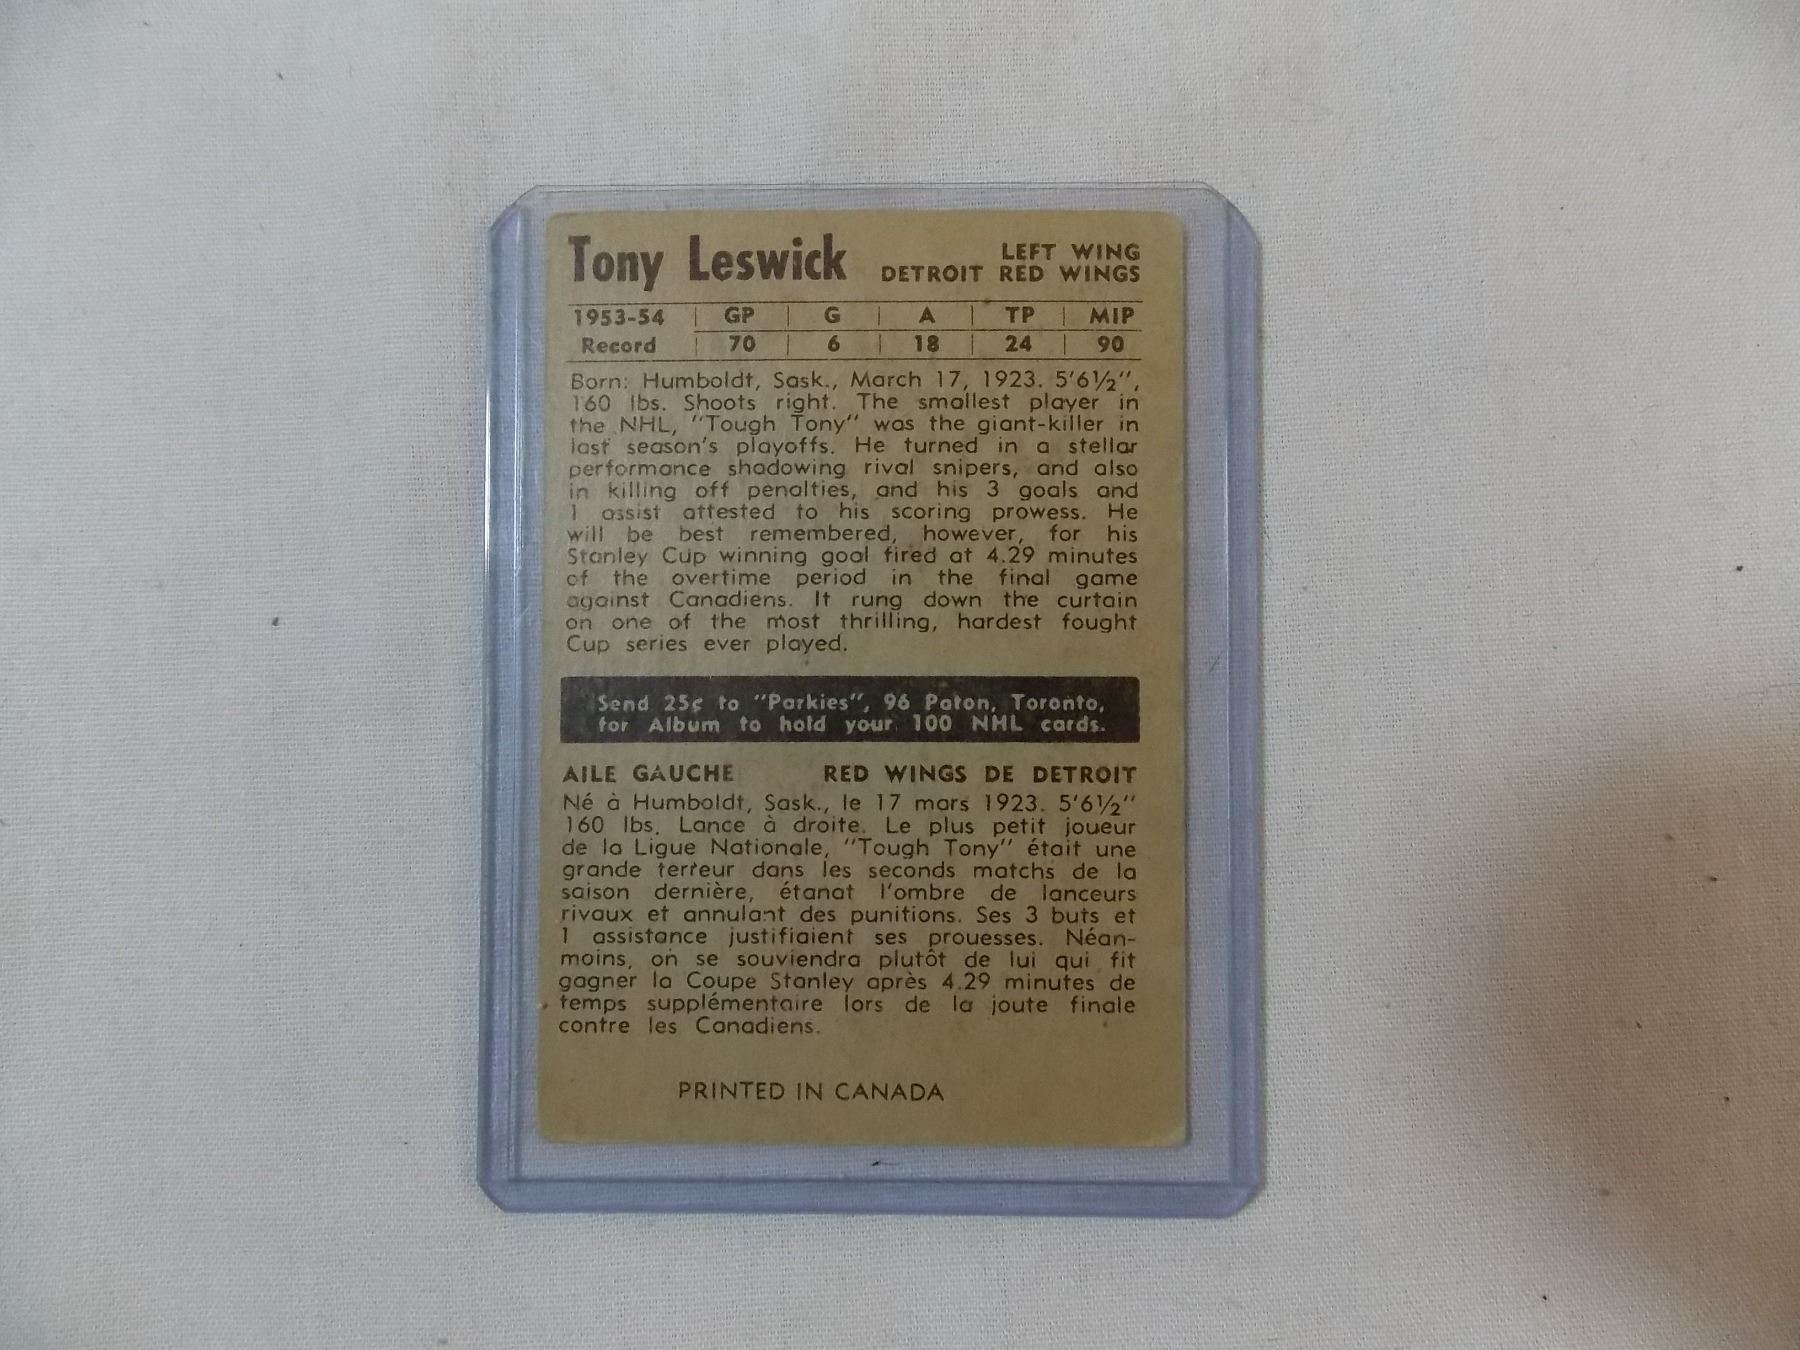 Tony Leswick LEFT WING
DETROIT RED WINGS
1953-54 | GP | G | A | TP | MIP
Record | 70 | 6 | 18 | 24 | 90
Born: Humboldt, Sask., March 17, 1923. 5'6½",
160 lbs. Shoots right. The smallest player in
the NHL, "Tough Tony" was the giant-killer in
last season's playoffs. He turned in a stellar
performance shadowing rival snipers, and also
in killing off penalties, and his 3 goals and
1 assist attested to his scoring prowess. He
will be best remembered, however, for his
Stanley Cup winning goal fired at 4.29 minutes
of the overtime period in the final game
against Canadiens. It rung down the curtain
on one of the most thrilling, hardest fought
Cup series ever played.
Send 25¢ to "Parkies", 96 Paton, Toronto,
for Album to hold your 100 NHL cards.
AILE GAUCHE RED WINGS DE DETROIT
Né à Humboldt, Sask., le 17 mars 1923. 5'6½"
160 lbs. Lance à droite. Le plus petit joueur
de la Ligue Nationale, "Tough Tony" était une
grande terreur dans les seconds matchs de la
saison dernière, étanat l'ombre de lanceurs
rivaux et annulant des punitions. Ses 3 buts et
1 assistance justifiaient ses prouesses. Néan-
moins, on se souviendra plutôt de lui qui fit
gagner la Coupe Stanley après 4.29 minutes de
temps supplémentaire lors de la joute finale
contre les Canadiens.
PRINTED IN CANADA